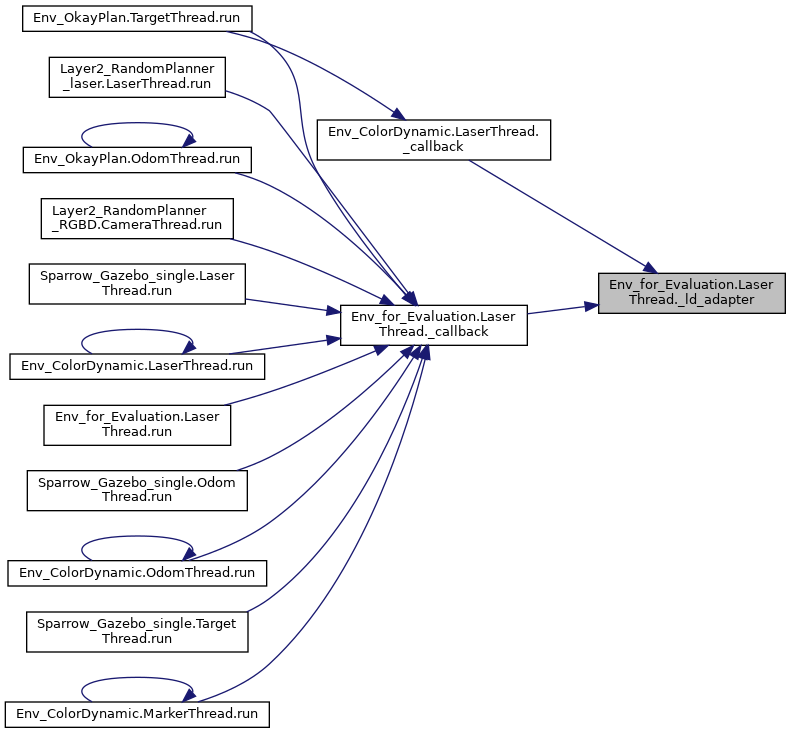 Env_OkayPlan.TargetThread.run
Layer2_RandomPlanner
_laser.LaserThread.run
Env_ColorDynamic.LaserThread.
_callback
Env_OkayPlan.OdomThread.run
Layer2_RandomPlanner
_RGBD.CameraThread.run
Sparrow_Gazebo_single.Laser
Thread.run
Env_for_Evaluation.Laser
Thread._ld_adapter
Env_for_Evaluation.Laser
Thread._callback
Env_ColorDynamic.LaserThread.run
Env_for_Evaluation.Laser
Thread.run
Sparrow_Gazebo_single.Odom
Thread.run
Env_ColorDynamic.OdomThread.run
Sparrow_Gazebo_single.Target
Thread.run
Env_ColorDynamic.MarkerThread.run